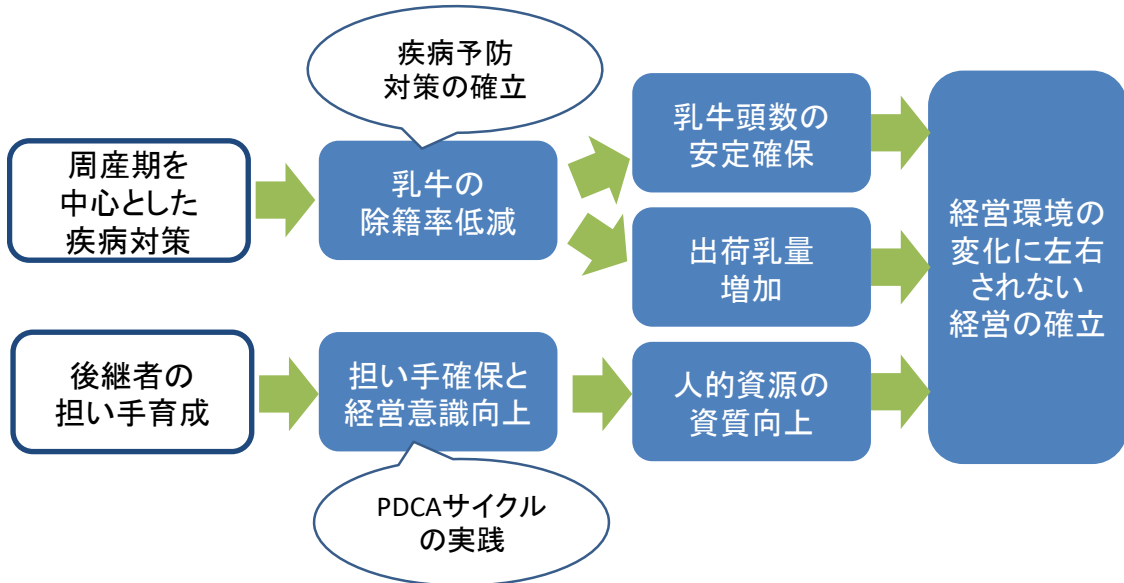 疾病予防
対策の確立
周産期を
中心とした
疾病対策
乳牛の
除籍率低減
乳牛頭数の
安定確保
出荷乳量
増加
経営環境の
変化に左右
されない
経営の確立
後継者の
担い手育成
担い手確保と
経営意識向上
人的資源の
資質向上
PDCAサイクル
の実践